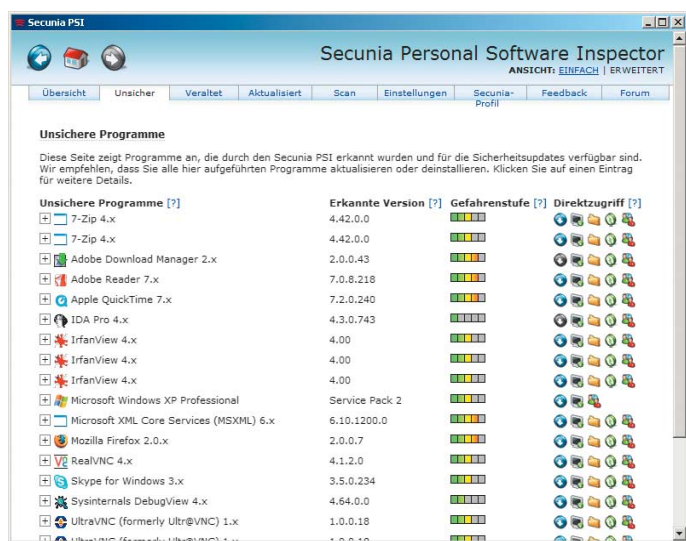 Secunia PSI
Secunia Personal Software Inspector
ANSICHT: EINFACH | ERWEITERT
Übersicht Unsicher Veraltet Aktualisiert Scan Einstellungen Secunia-Profil Feedback Forum
Unsichere Programme
Diese Seite zeigt Programme an, die durch den Secunia PSI erkannt wurden und für die Sicherheitsupdates verfügbar sind.
Wir empfehlen, dass Sie alle hier aufgeführten Programme aktualisieren oder deinstallieren. Klicken Sie auf einen Eintrag
für weitere Details.
Unsichere Programme [?] Erkannte Version [?] Gefahrenstufe [?] Direktzugriff [?]
7-Zip 4.x 4.42.0.0
7-Zip 4.x 4.42.0.0
Adobe Download Manager 2.x 2.0.0.43
Adobe Reader 7.x 7.0.8.218
Apple QuickTime 7.x 7.2.0.240
IDA Pro 4.x 4.3.0.743
IrfanView 4.x 4.00
IrfanView 4.x 4.00
IrfanView 4.x 4.00
Microsoft Windows XP Professional Service Pack 2
Microsoft XML Core Services (MSXML) 6.x 6.10.1200.0
Mozilla Firefox 2.0.x 2.0.0.7
RealVNC 4.x 4.1.2.0
Skype for Windows 3.x 3.5.0.234
Sysinternals DebugView 4.x 4.64.0.0
UltraVNC (formerly Ultr@VNC) 1.x 1.0.0.18
UltraVNC (formerly Ultr@VNC) 1.x